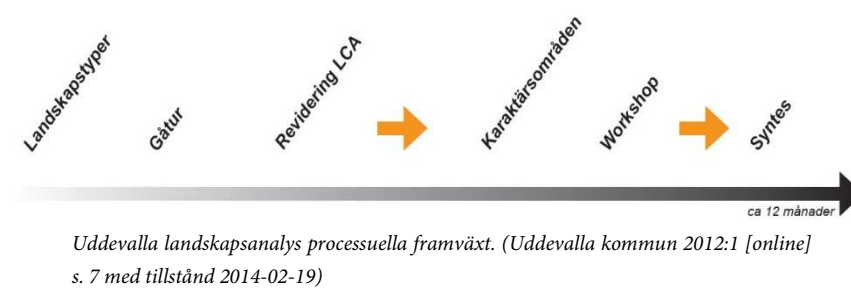 Landskapstyper
Gåtur
Revidering LCA
Karaktärsområden
Workshop
Syntes
ca 12 månader
Uddevalla landskapsanalys processuella framväxt. (Uddevalla kommun 2012:1 [online]
s. 7 med tillstånd 2014-02-19)